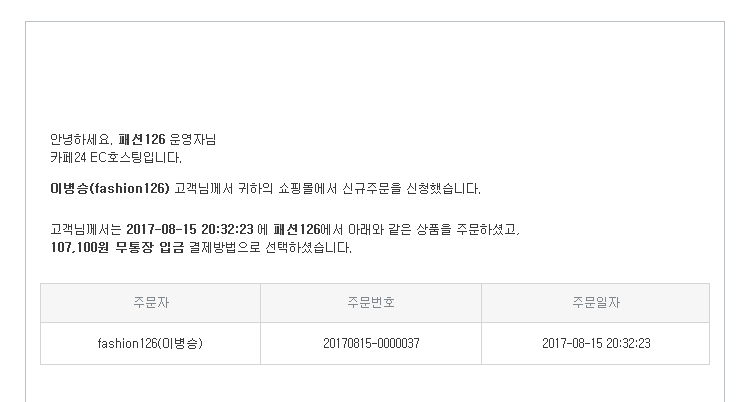 안녕하세요, 패션126 운영자님
카페24 EC호스팅입니다.
이병승(fashion126) 고객님께서 귀하의 쇼핑몰에서 신규주문을 신청했습니다.
고객님께서는 2017-08-15 20:32:23 에 패션126에서 아래와 같은 상품을 주문하셨고,
107,100원 무통장 입금 결제방법으로 선택하셨습니다.
주문자 주문번호 주문일자
fashion126(이병승) 20170815-0000037 2017-08-15 20:32:23